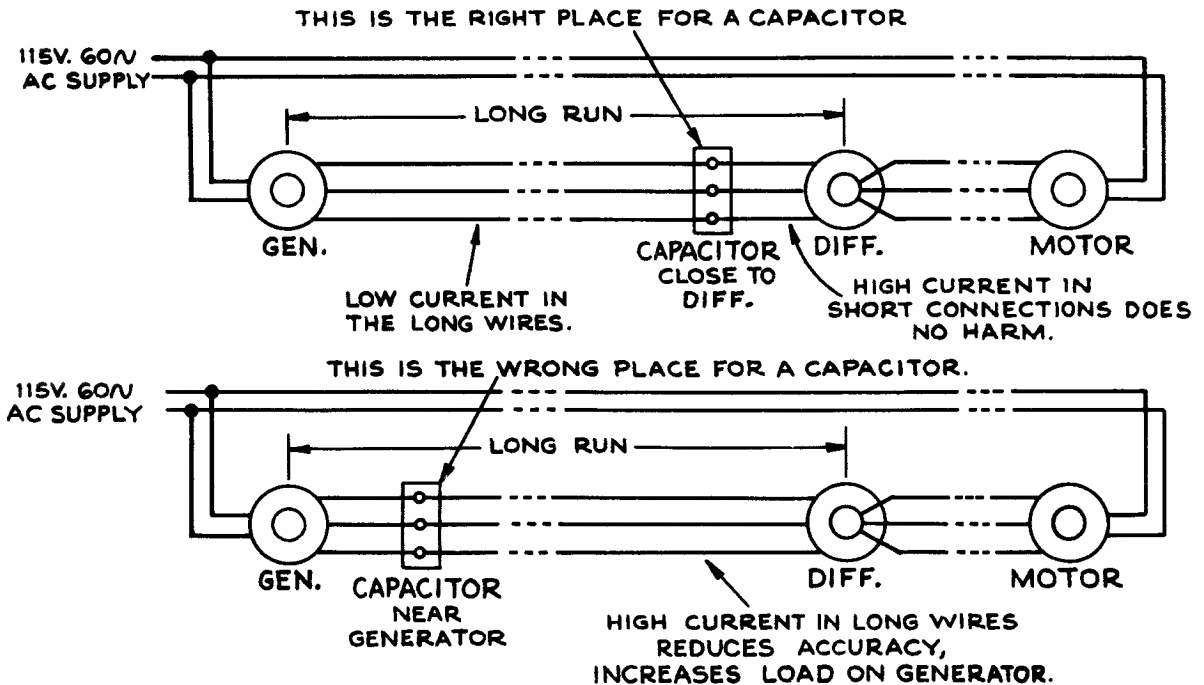 THIS IS THE RIGHT PLACE FOR A CAPACITOR
115V. 60~
AC SUPPLY
LONG RUN
GEN.
CAPACITOR
CLOSE TO
DIFF.
DIFF.
MOTOR
LOW CURRENT IN
THE LONG WIRES.
HIGH CURRENT IN
SHORT CONNECTIONS DOES
NO HARM.
THIS IS THE WRONG PLACE FOR A CAPACITOR.
115V. 60~
AC SUPPLY
LONG RUN
GEN.
CAPACITOR
NEAR
GENERATOR
DIFF.
MOTOR
HIGH CURRENT IN LONG WIRES
REDUCES ACCURACY,
INCREASES LOAD ON GENERATOR.